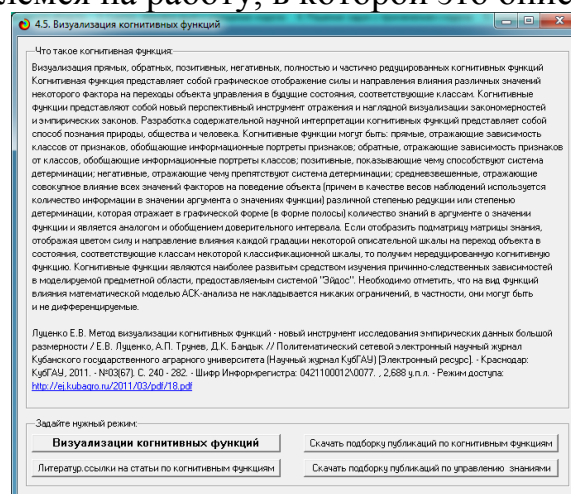 лемся на работу, в которой это опис
4.5. Визуализация когнитивных функций
Что такое когнитивная функция:
Визуализация прямых, обратных, позитивных, негативных, полностью и частично редуцированных когнитивных функций
Когнитивная функция представляет собой графическое отображение силы и направления влияния различных значений
некоторого фактора на переходы объекта управления в будущие состояния, соответствующие классам. Когнитивные
функции представляют собой новый перспективный инструмент отражения и наглядной визуализации закономерностей
и эмпирических законов. Разработка содержательной научной интерпретации когнитивных функций представляет собой
способ познания природы, общества и человека. Когнитивные функции могут быть: прямые, отражающие зависимость
классов от признаков, обобщающие информационные портреты признаков; обратные, отражающие зависимость признаков
от классов, обобщающие информационные портреты классов; позитивные, показывающие чему способствуют система
детерминации; негативные, отражающие чему препятствуют система детерминации; средневзвешенные, отражающие
совокупное влияние всех значений факторов на поведение объекта (причем в качестве весов наблюдений используется
количество информации в значении аргумента о значениях функции) различной степенью редукции или степенью
детерминации, которая отражает в графической форме (в форме полосы) количество знаний в аргументе о значении
функции и является аналогом и обобщением доверительного интервала. Если отобразить подматрицу матрицы знаний,
отображая цветом силу и направление влияния каждой градации некоторой описательной шкалы на переход объекта в
состояния, соответствующие классам некоторой классификационной шкалы, то получим нередуцированную когнитивную
функцию. Когнитивные функции являются наиболее развитым средством изучения причинно-следственных зависимостей
в моделируемой предметной области, предоставляемым системой "Эйдос". Необходимо отметить, что на вид функций
влияния математической моделью АСК-анализа не накладывается никаких ограничений, в частности, они могут быть
и не дифференцируемые.
Луценко Е.В. Метод визуализации когнитивных функций - новый инструмент исследования эмпирических данных большой
размерности / Е.В. Луценко, А.П. Трунев, Д.К. Бандык // Политематический сетевой электронный научный журнал
Кубанского государственного аграрного университета (Научный журнал КубГАУ) [Электронный ресурс]. - Краснодар:
КубГАУ, 2011. - №03(67). С. 240 - 282. - Шифр Информрегистра: 0421100012\0077. , 2,688 у.п.л. - Режим доступа:
http://ej.kubagro.ru/2011/03/pdf/18.pdf
Задайте нужный режим:
Визуализации когнитивных функций
Скачать подборку публикаций по когнитивным функциям
Литератур.ссылки на статьи по когнитивным функциям
Скачать подборку публикаций по управлению знаниями